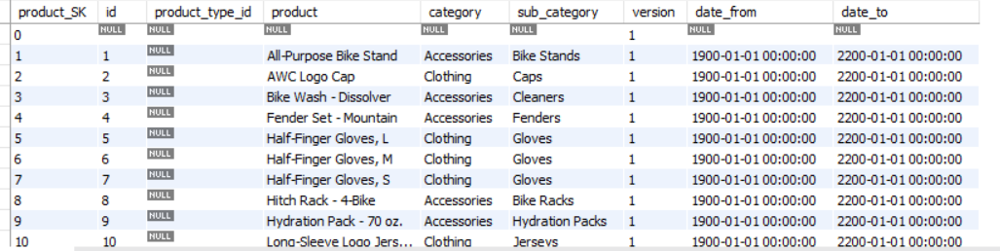 product_SK id product_type_id product category sub_category version date_from date_to
0 NULL NULL NULL NULL NULL 1 NULL NULL
1 1 NULL All-Purpose Bike Stand Accessories Bike Stands 1 1900-01-01 00:00:00 2200-01-01 00:00:00
2 2 NULL AWC Logo Cap Clothing Caps 1 1900-01-01 00:00:00 2200-01-01 00:00:00
3 3 NULL Bike Wash - Dissolver Accessories Cleaners 1 1900-01-01 00:00:00 2200-01-01 00:00:00
4 4 NULL Fender Set - Mountain Accessories Fenders 1 1900-01-01 00:00:00 2200-01-01 00:00:00
5 5 NULL Half-Finger Gloves, L Clothing Gloves 1 1900-01-01 00:00:00 2200-01-01 00:00:00
6 6 NULL Half-Finger Gloves, M Clothing Gloves 1 1900-01-01 00:00:00 2200-01-01 00:00:00
7 7 NULL Half-Finger Gloves, S Clothing Gloves 1 1900-01-01 00:00:00 2200-01-01 00:00:00
8 8 NULL Hitch Rack - 4-Bike Accessories Bike Racks 1 1900-01-01 00:00:00 2200-01-01 00:00:00
9 9 NULL Hydration Pack - 70 oz. Accessories Hydration Packs 1 1900-01-01 00:00:00 2200-01-01 00:00:00
10 10 NULL Long-Sleeve Logo Jers... Clothing Jerseys 1 1900-01-01 00:00:00 2200-01-01 00:00:00